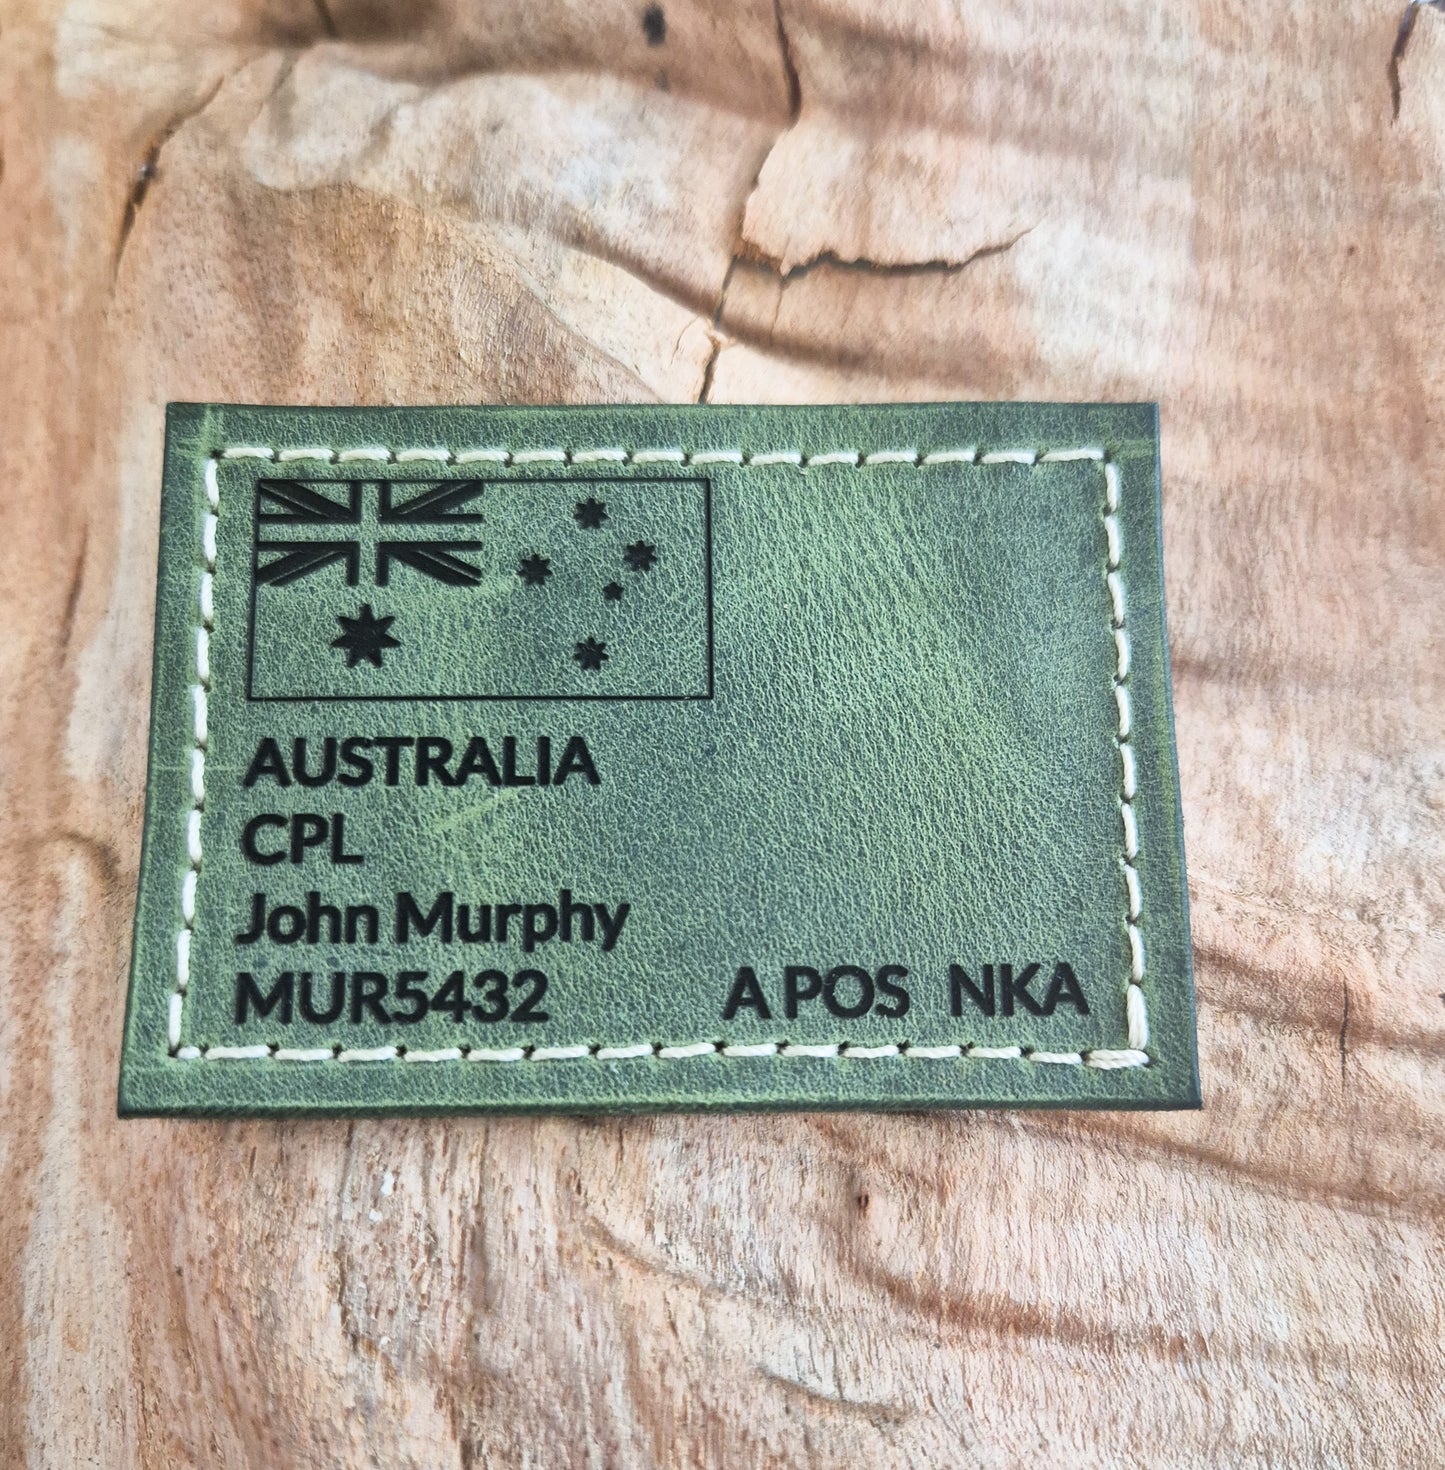 AUSTRALIA
CPL
John Murphy
MUR5432 A POS NKA